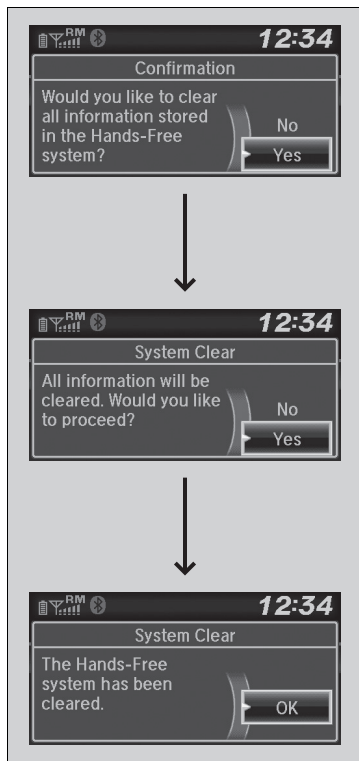 RM 12:34
Confirmation
Would you like to clear
all information stored
in the Hands-Free
system?
No
Yes
RM 12:34
System Clear
All information will be
cleared. Would you like
to proceed?
No
Yes
RM 12:34
System Clear
The Hands-Free
system has been
cleared.
OK